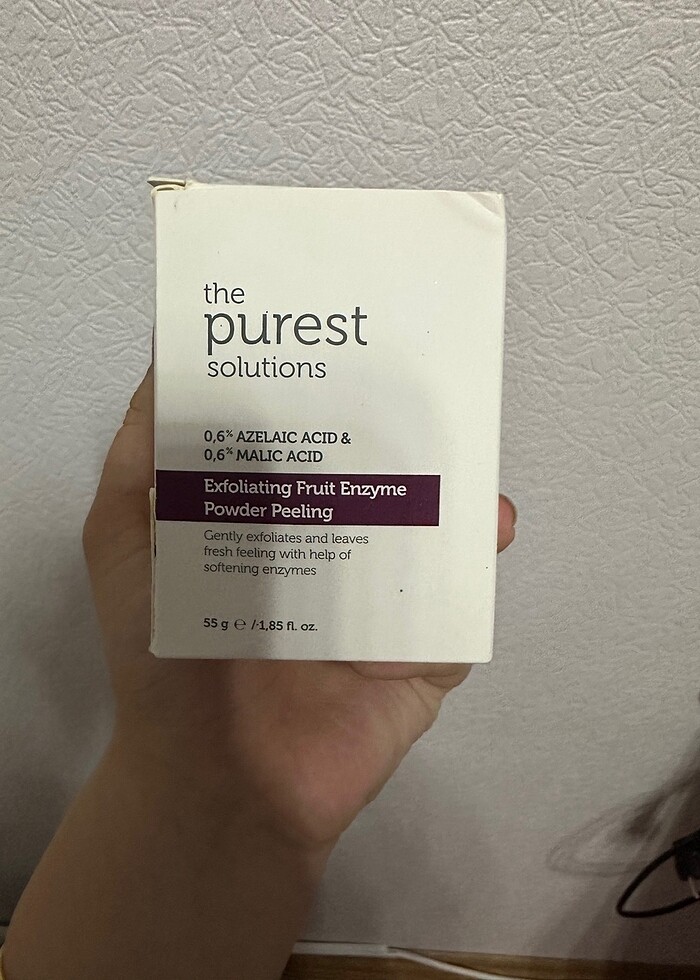 the
purest
solutions
0,6% AZELAIC ACID &
0,6% MALIC ACID
Exfoliating Fruit Enzyme
Powder Peeling
Gently exfoliates and leaves
fresh feeling with help of
softening enzymes
55 g ℮ / 1,85 fl. oz.